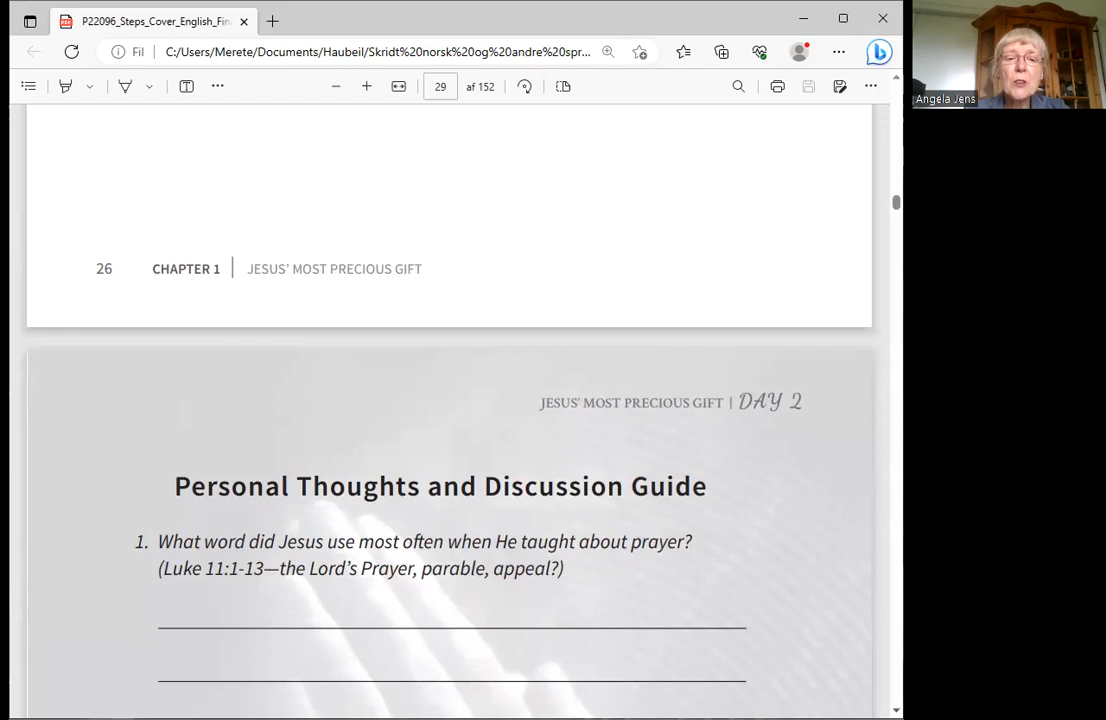 P22096_Steps_Cover_English_Fin
Fil
C:/Users/Merete/Documents/Haubeil/Skridt%20norsk%20og%20andre%20spr...
29 af 152
Angela Jens
26 CHAPTER 1 | JESUS' MOST PRECIOUS GIFT
JESUS' MOST PRECIOUS GIFT | DAY 2
Personal Thoughts and Discussion Guide
1. What word did Jesus use most often when He taught about prayer?
(Luke 11:1-13—the Lord's Prayer, parable, appeal?)